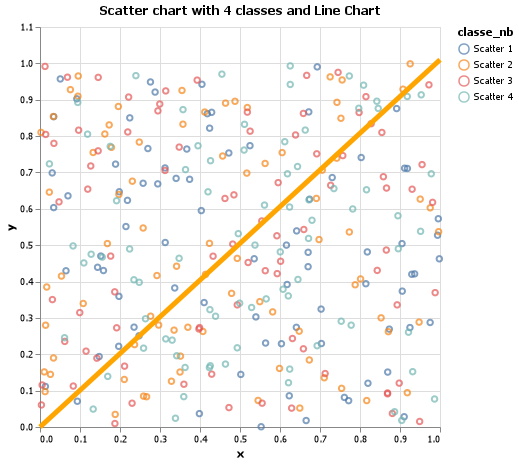 Scatter chart with 4 classes and Line Chart
1.1
1.0
0.9
0.8
0.7
0.6
0.5
0.4
0.3
0.2
0.1
0.0
y
0.0 0.1 0.2 0.3 0.4 0.5 0.6 0.7 0.8 0.9 1.0
x
classe_nb
Scatter 1
Scatter 2
Scatter 3
Scatter 4